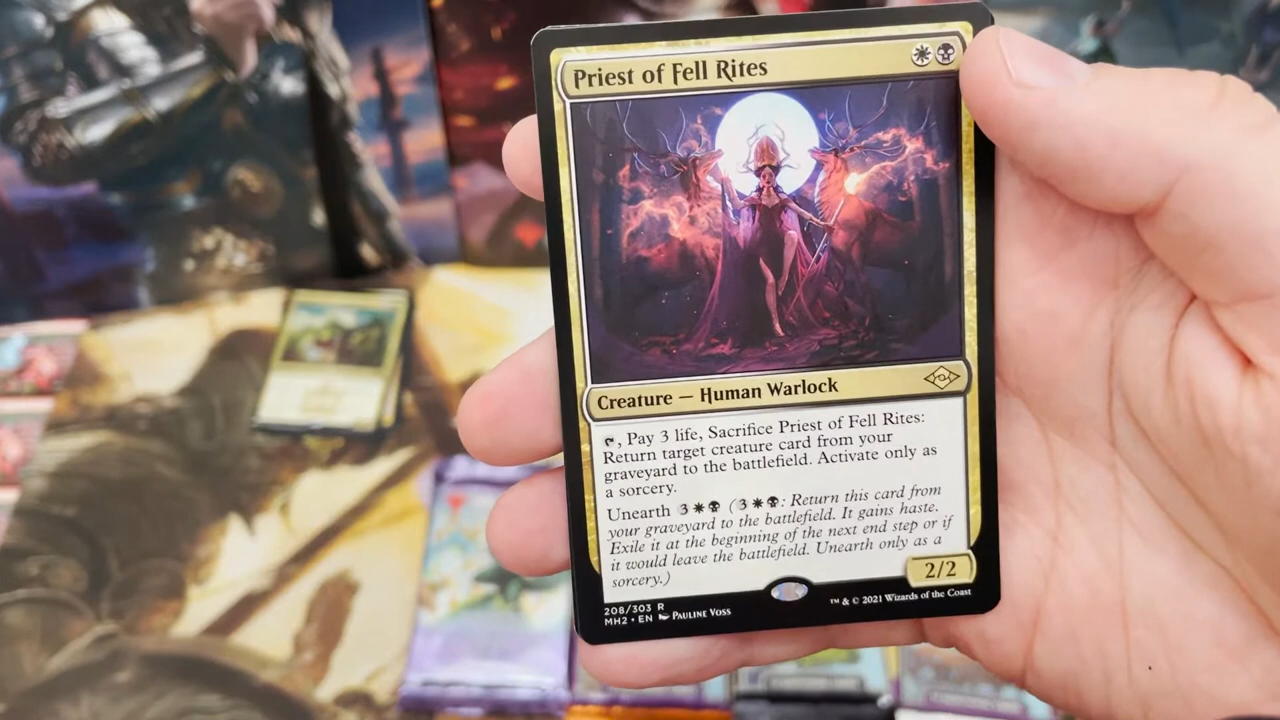 Priest of Fell Rites
Creature — Human Warlock
, Pay 3 life, Sacrifice Priest of Fell Rites:
Return target creature card from your
graveyard to the battlefield. Activate only as
a sorcery.
Unearth 3 (3: Return this card from
your graveyard to the battlefield. It gains haste.
Exile it at the beginning of the next end step or if
it would leave the battlefield. Unearth only as a
sorcery.)
2/2
208/303 R
MH2 • EN Pauline Voss
™ & © 2021 Wizards of the Coast